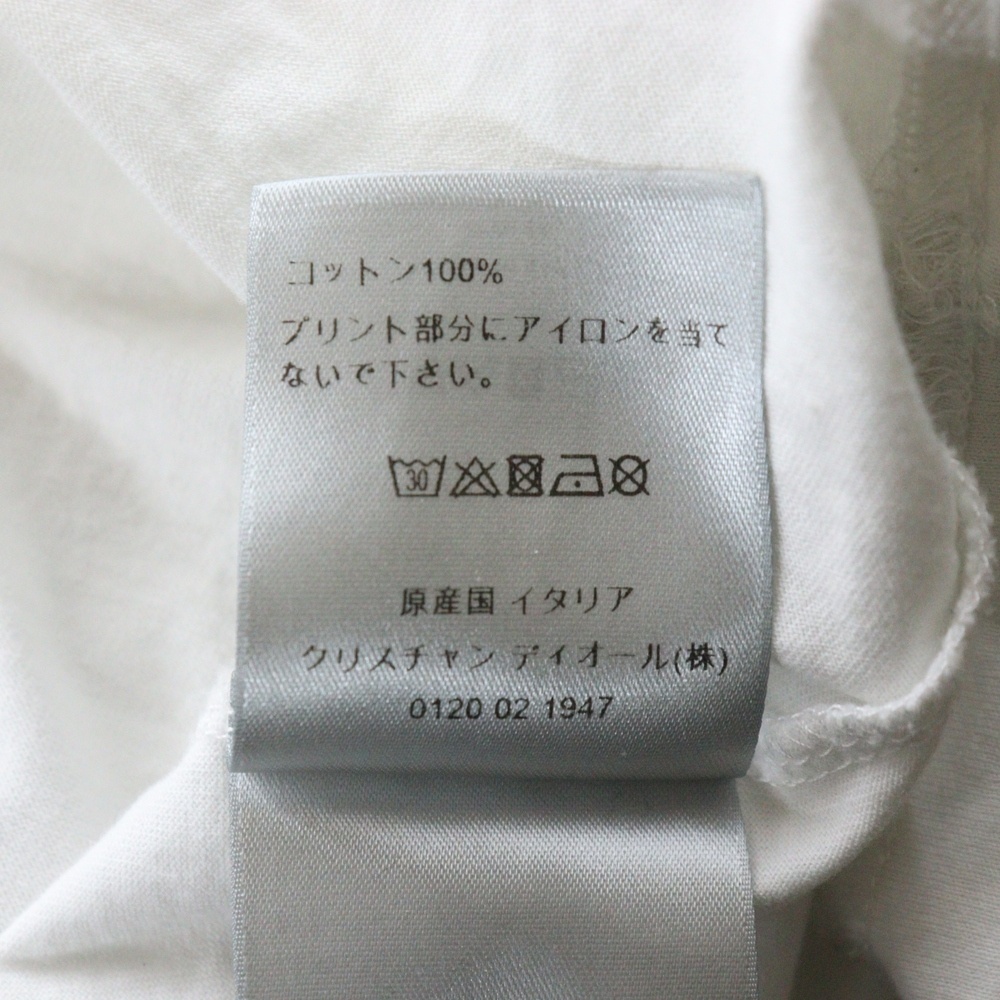 コットン100%
プリント部分にアイロンを当て
ないで下さい。
30
原産国 イタリア
クリスチャン ディオール(株)
0120 02 1947